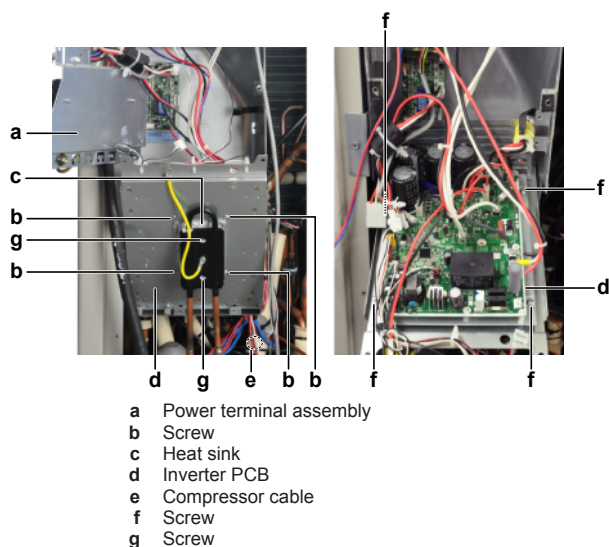 f
a
c
b
g
b
f
d
d g e b b
f f
a Power terminal assembly
b Screw
c Heat sink
d Inverter PCB
e Compressor cable
f Screw
g Screw